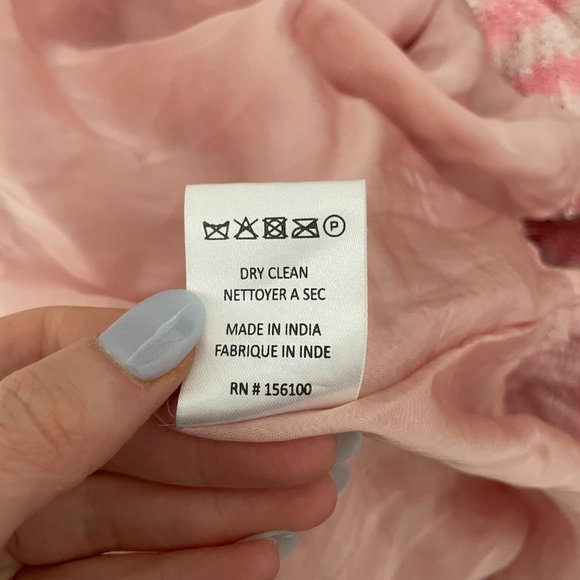 P
DRY CLEAN
NETTOYER A SEC
MADE IN INDIA
FABRIQUE IN INDE
RN # 156100